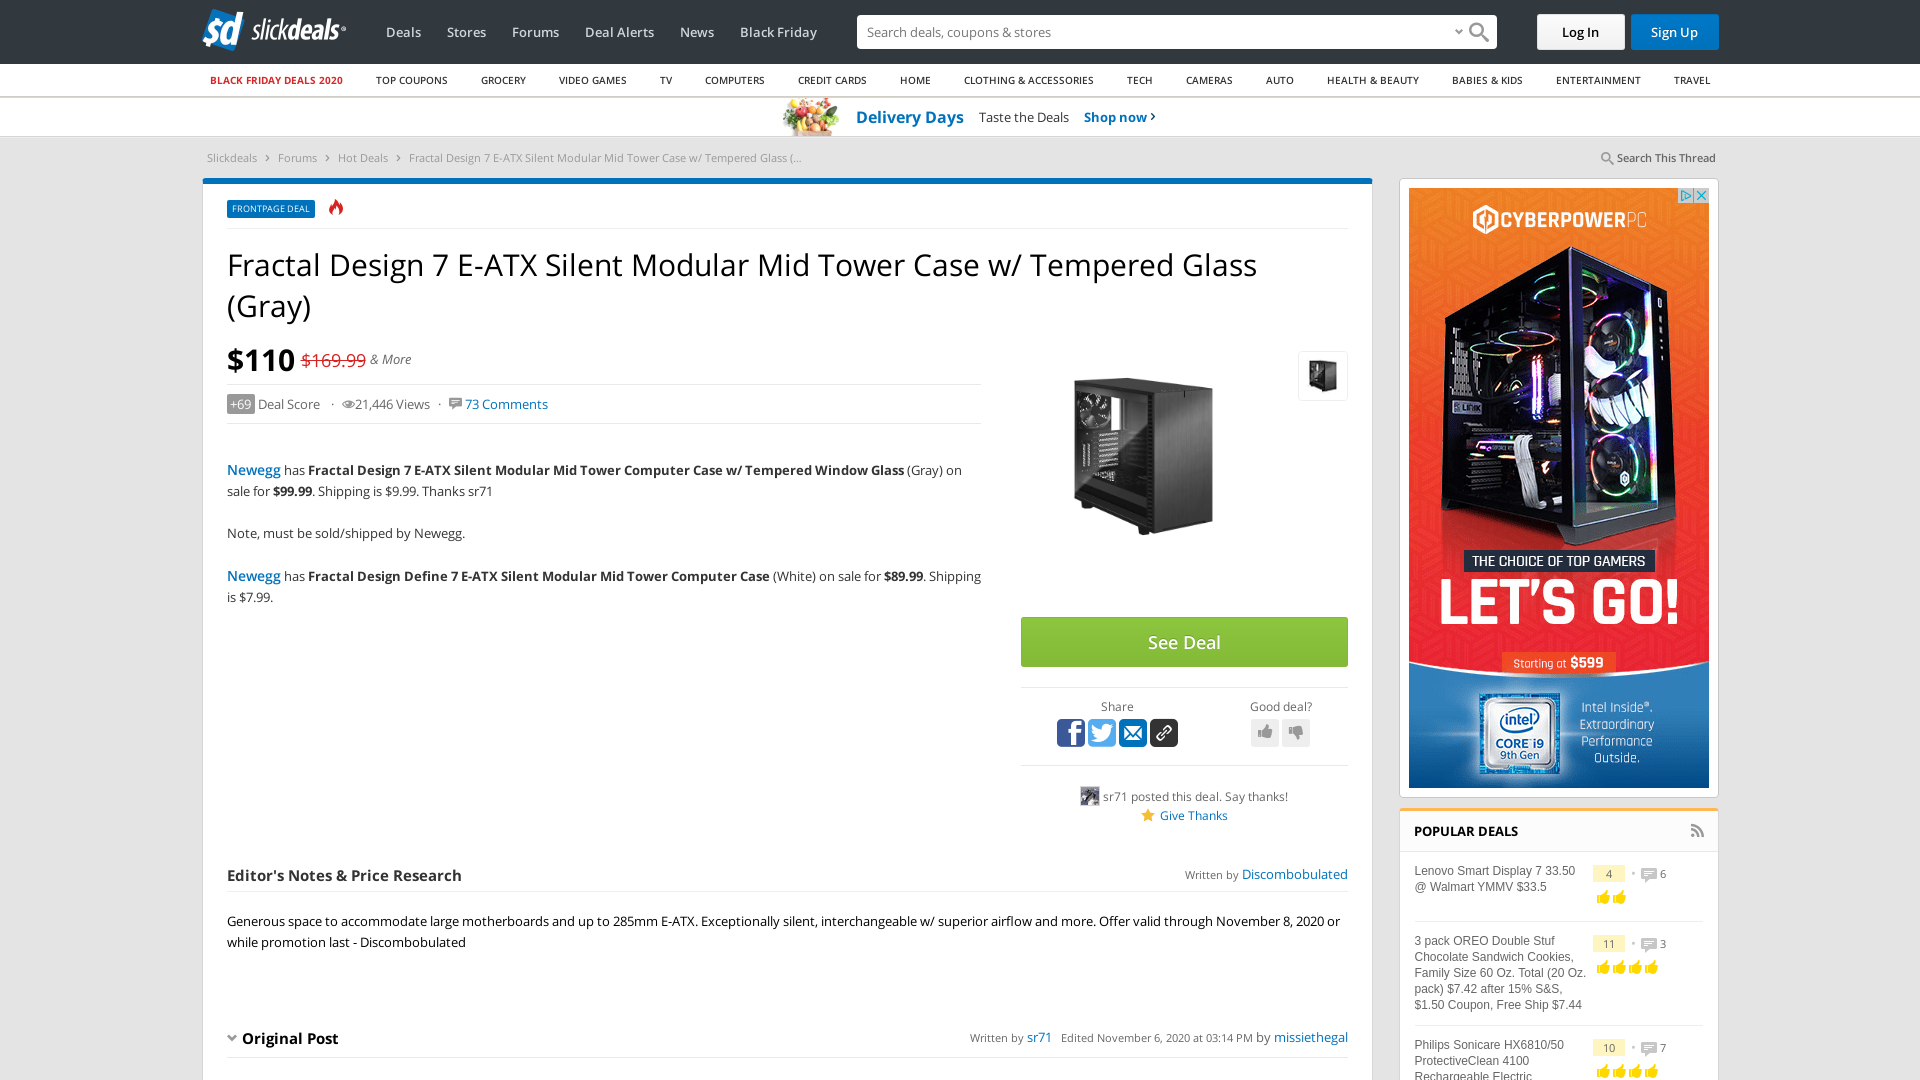 sd slickdeals
Deals Stores Forums Deal Alerts News Black Friday Search deals, coupons & stores Log In Sign Up
BLACK FRIDAY DEALS 2020 TOP COUPONS GROCERY VIDEO GAMES TV COMPUTERS CREDIT CARDS HOME CLOTHING & ACCESSORIES TECH CAMERAS AUTO HEALTH & BEAUTY BABIES & KIDS ENTERTAINMENT TRAVEL
Delivery Days Taste the Deals Shop now
Slickdeals > Forums > Hot Deals > Fractal Design 7 E-ATX Silent Modular Mid Tower Case w/ Tempered Glass (... Search This Thread
FRONTPAGE DEAL
Fractal Design 7 E-ATX Silent Modular Mid Tower Case w/ Tempered Glass
(Gray)
$110 $169.99 & More
+69 Deal Score · 21,446 Views · 73 Comments
Newegg has Fractal Design 7 E-ATX Silent Modular Mid Tower Computer Case w/ Tempered Window Glass (Gray) on
sale for $99.99. Shipping is $9.99. Thanks sr71
Note, must be sold/shipped by Newegg.
Newegg has Fractal Design Define 7 E-ATX Silent Modular Mid Tower Computer Case (White) on sale for $89.99. Shipping
is $7.99.
See Deal
Share Good deal?
sr71 posted this deal. Say thanks!
Give Thanks
Editor's Notes & Price Research Written by Discombobulated
Generous space to accommodate large motherboards and up to 285mm E-ATX. Exceptionally silent, interchangeable w/ superior airflow and more. Offer valid through November 8, 2020 or
while promotion last - Discombobulated
Original Post Written by sr71 Edited November 6, 2020 at 03:14 PM by missiethegal
CYBERPOWERPC
THE CHOICE OF TOP GAMERS
LET'S GO!
Starting at $599
intel CORE i9 9th Gen
Intel Inside®.
Extraordinary
Performance
Outside.
POPULAR DEALS
Lenovo Smart Display 7 33.50 4 • 6
@ Walmart YMMV $33.5
3 pack OREO Double Stuf 11 • 3
Chocolate Sandwich Cookies,
Family Size 60 Oz. Total (20 Oz.
pack) $7.42 after 15% S&S,
$1.50 Coupon, Free Ship $7.44
Philips Sonicare HX6810/50 10 • 7
ProtectiveClean 4100
Rechargeable Electric